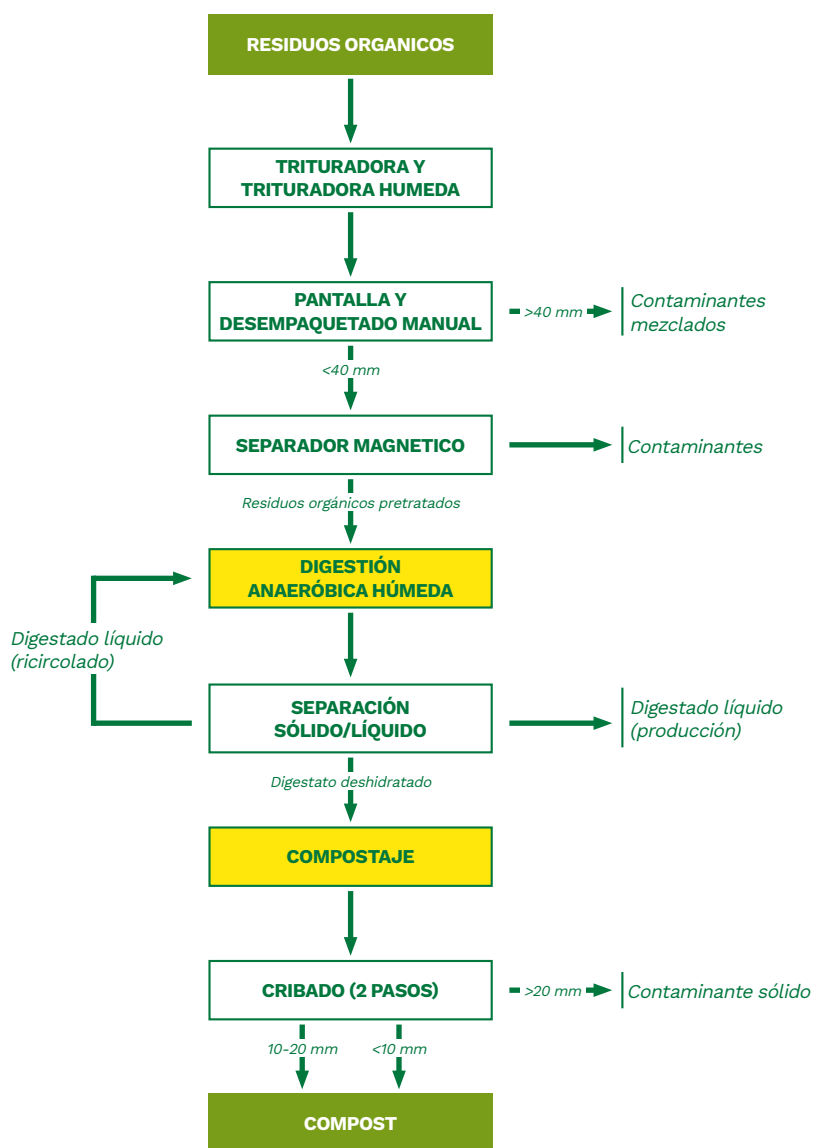 RESIDUOS ORGANICOS
TRITURADORA Y
TRITURADORA HUMEDA
PANTALLA Y
DESEMPAQUETADO MANUAL
>40 mm
Contaminantes
mezclados
<40 mm
SEPARADOR MAGNETICO
Contaminantes
Residuos orgánicos pretratados
DIGESTIÓN
ANAERÓBICA HÚMEDA
Digestado líquido
(ricircolado)
SEPARACIÓN
SÓLIDO/LÍQUIDO
Digestado líquido
(producción)
Digestato deshidratado
COMPOSTAJE
CRIBADO (2 PASOS)
>20 mm
Contaminante sólido
10-20 mm
<10 mm
COMPOST